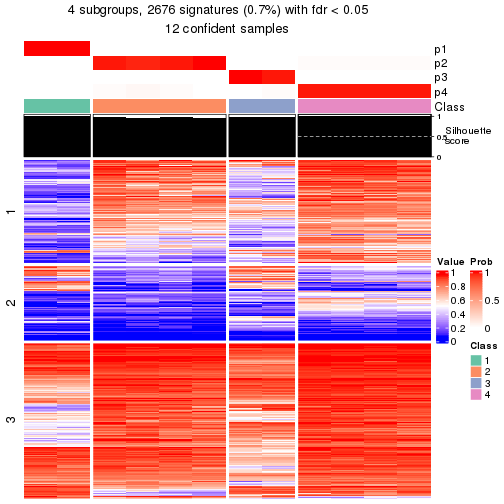 4 subgroups, 2676 signatures (0.7%) with fdr < 0.05
12 confident samples
p1
p2
p3
p4
Class
1
0.5
0
Silhouette
score
1
2
3
Value
1
0.8
0.6
0.4
0.2
0
Prob
1
0.5
0
Class
1
2
3
4